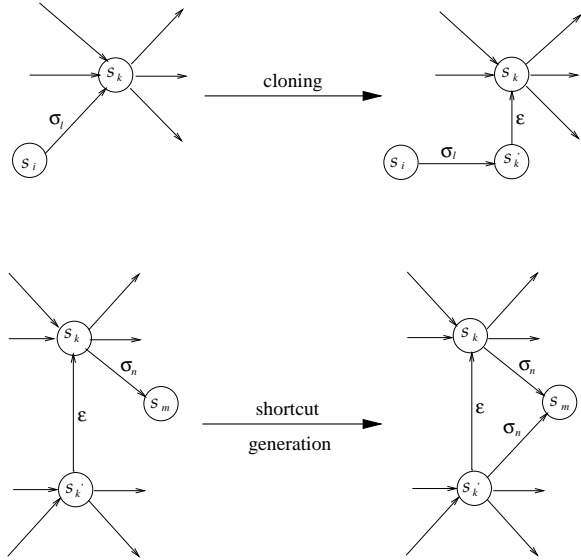 s_k
σ_l
s_i
cloning
s_k
ε
s_i
σ_l
s_k'
s_k
σ_n
s_m
ε
s_k'
shortcut
generation
s_k
σ_n
s_m
ε
σ_n
s_k'